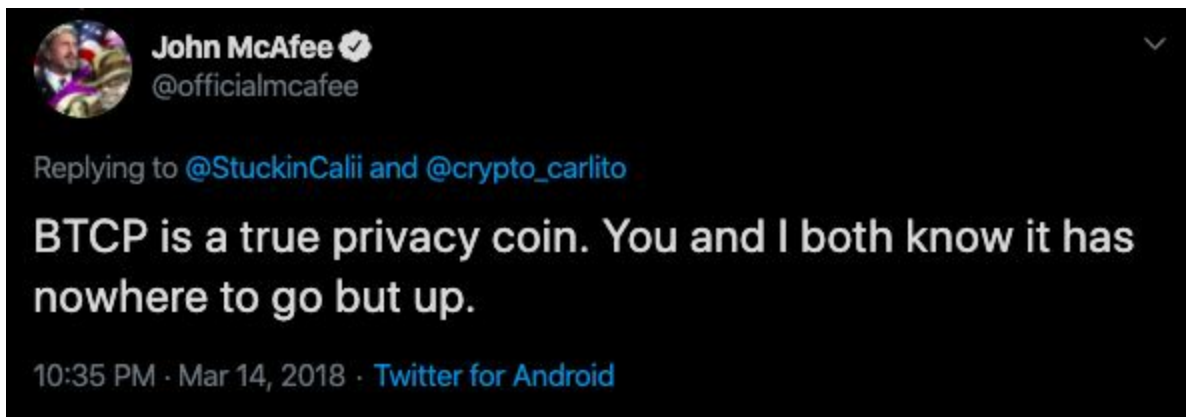 John McAfee
@officialmcafee
Replying to @StuckinCalii and @crypto_carlito
BTCP is a true privacy coin. You and I both know it has
nowhere to go but up.
10:35 PM · Mar 14, 2018 · Twitter for Android